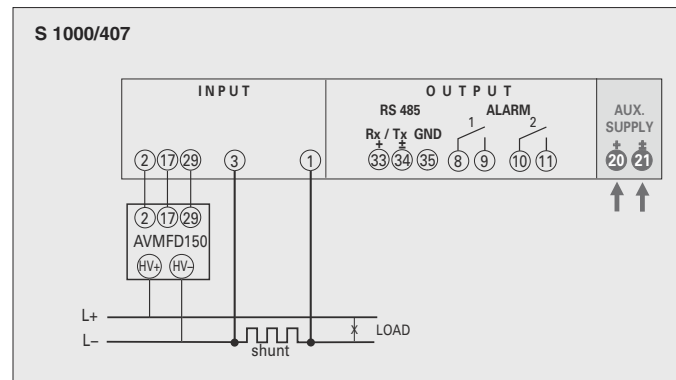 S 1000/407
INPUT
OUTPUT
RS 485
ALARM
AUX.
SUPPLY
1
2
Rx / Tx GND
+ ±
+ ±
2 17 29 3 1 33 34 35 8 9 10 11 20 21
2 17 29
AVMFD150
HV+ HV–
L+
L–
x LOAD
shunt